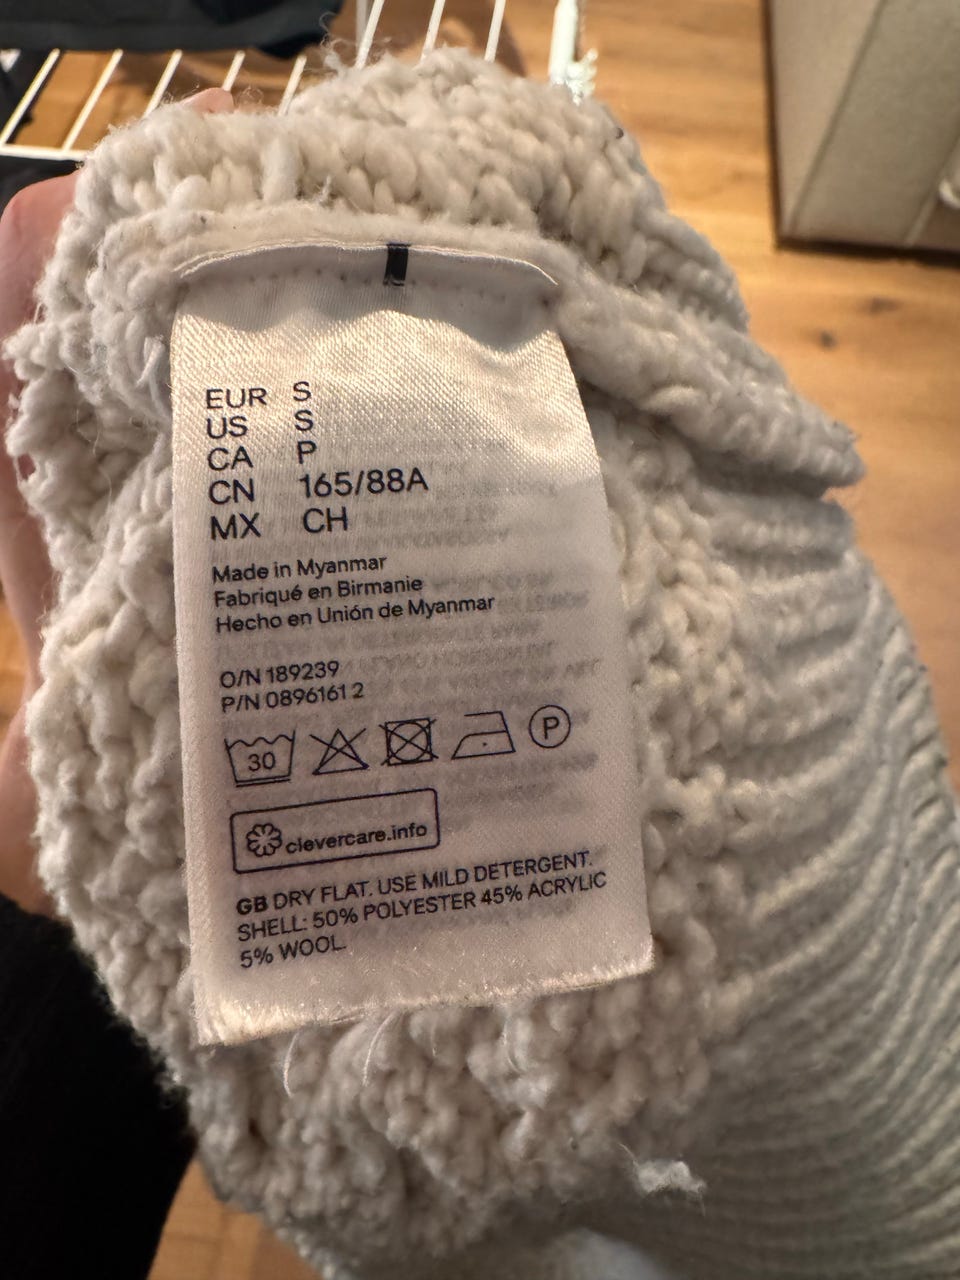 EUR S
US S
CA P
CN 165/88A
MX CH
Made in Myanmar
Fabriqué en Birmanie
Hecho en Unión de Myanmar
O/N 189239
P/N 0896161 2
30 P
clevercare.info
GB DRY FLAT. USE MILD DETERGENT.
SHELL: 50% POLYESTER 45% ACRYLIC
5% WOOL.